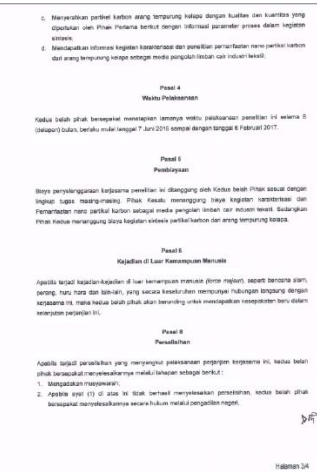 c. Menyerahkan partikel karbon arang tempurung kelapa dengan kualitas dan kuantitas yang
diperlukan oleh Pihak Pertama berikut dengan informasi parameter proses dalam kegiatan
sintesis;
d. Mendapatkan informasi kegiatan karakterisasi dan penelitian pemanfaatan nano partikel karbon
dari arang tempurung kelapa sebagai media pengolah limbah cair industri tekstil;
Pasal 4
Waktu Pelaksanaan
Kedua belah pihak bersepakat menetapkan lamanya waktu pelaksanaan penelitian ini selama 8
(delapan) bulan, berlaku mulai tanggal 7 Juni 2016 sampai dengan tanggal 6 Februari 2017.
Pasal 5
Pembiayaan
Biaya penyelenggaraan kerjasama penelitian ini ditanggung oleh Kedua belah Pihak sesuai dengan
lingkup tugas masing-masing. Pihak Kesatu menanggung biaya kegiatan karakterisasi dan
Pemanfaatan nano partikel karbon sebagai media pengolah limbah cair industri tekstil. Sedangkan
Pihak Kedua menanggung biaya kegiatan sintesis partikel karbon dari arang tempurung kelapa.
Pasal 6
Kejadian di Luar Kemampuan Manusia
Apabila terjadi kejadian-kejadian di luar kemampuan manusia (force majeur), seperti bencana alam,
perang, huru hara dan lain-lain, yang secara keseluruhan mempunyai hubungan langsung dengan
kerjasama ini, maka kedua belah pihak akan berunding untuk mendapatkan kesepakatan baru dalam
kelanjutan perjanjian ini.
Pasal 8
Perselisihan
Apabila terjadi perselisihan yang menyangkut pelaksanaan perjanjian kerjasama ini, kedua belah
pihak bersepakat menyelesaikannya melalui tahapan sebagai berikut :
1. Mengadakan musyawarah;
2. Apabila ayat (1) di atas ini tidak berhasil menyelesaikan perselisihan, kedua belah pihak
bersepakat menyelesaikannya secara hukum melalui pengadilan negeri.
Halaman 3/4